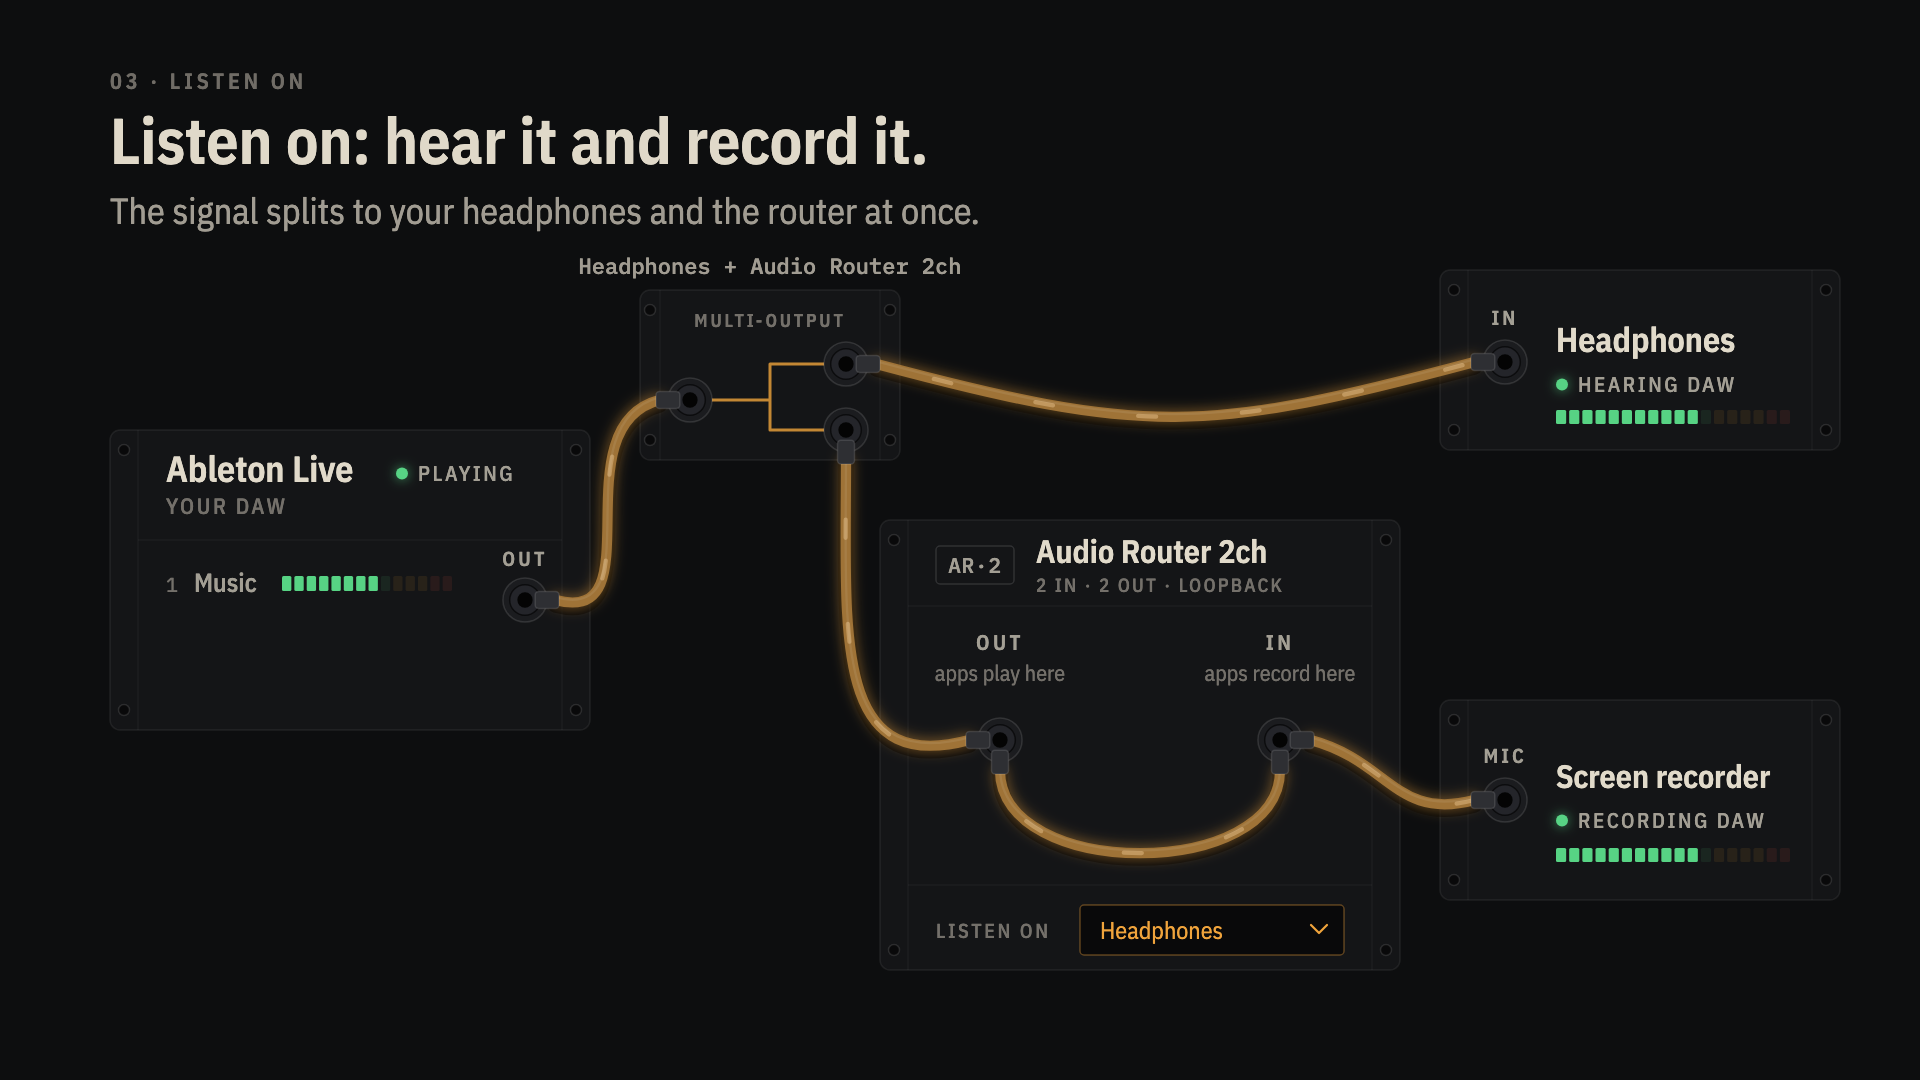 03 · LISTEN ON
Listen on: hear it and record it.
The signal splits to your headphones and the router at once.
Headphones + Audio Router 2ch
MULTI-OUTPUT
IN
Headphones
HEARING DAW
Ableton Live
PLAYING
YOUR DAW
OUT
1 Music
AR·2
Audio Router 2ch
2 IN · 2 OUT · LOOPBACK
OUT
apps play here
IN
apps record here
MIC
Screen recorder
RECORDING DAW
LISTEN ON
Headphones